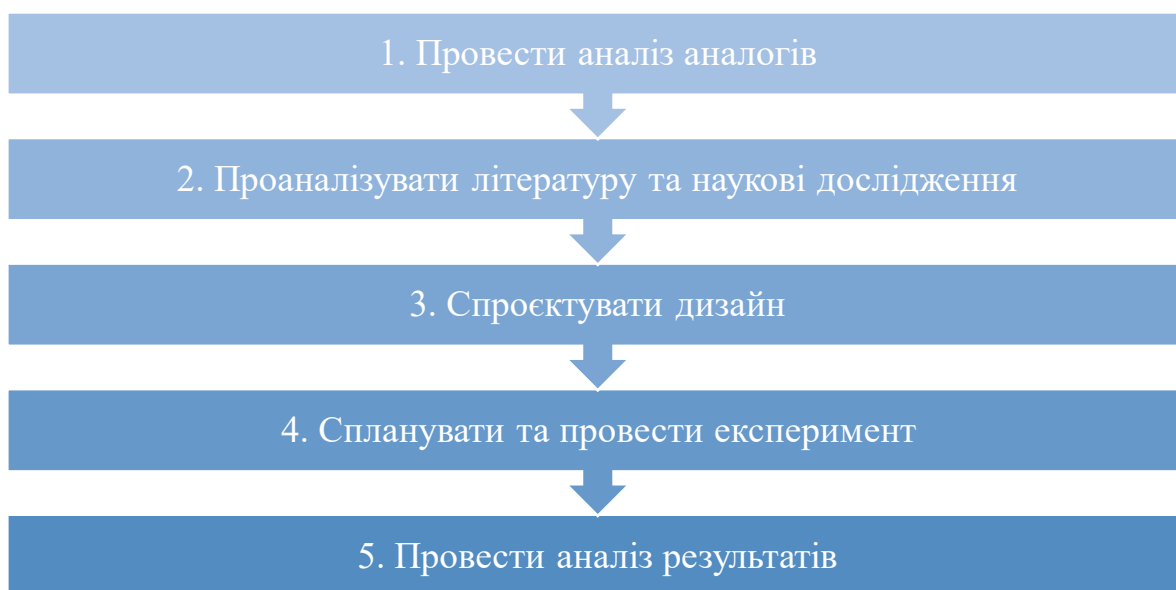 1. Провести аналіз аналогів
2. Проаналізувати літературу та наукові дослідження
3. Спроєктувати дизайн
4. Спланувати та провести експеримент
5. Провести аналіз результатів